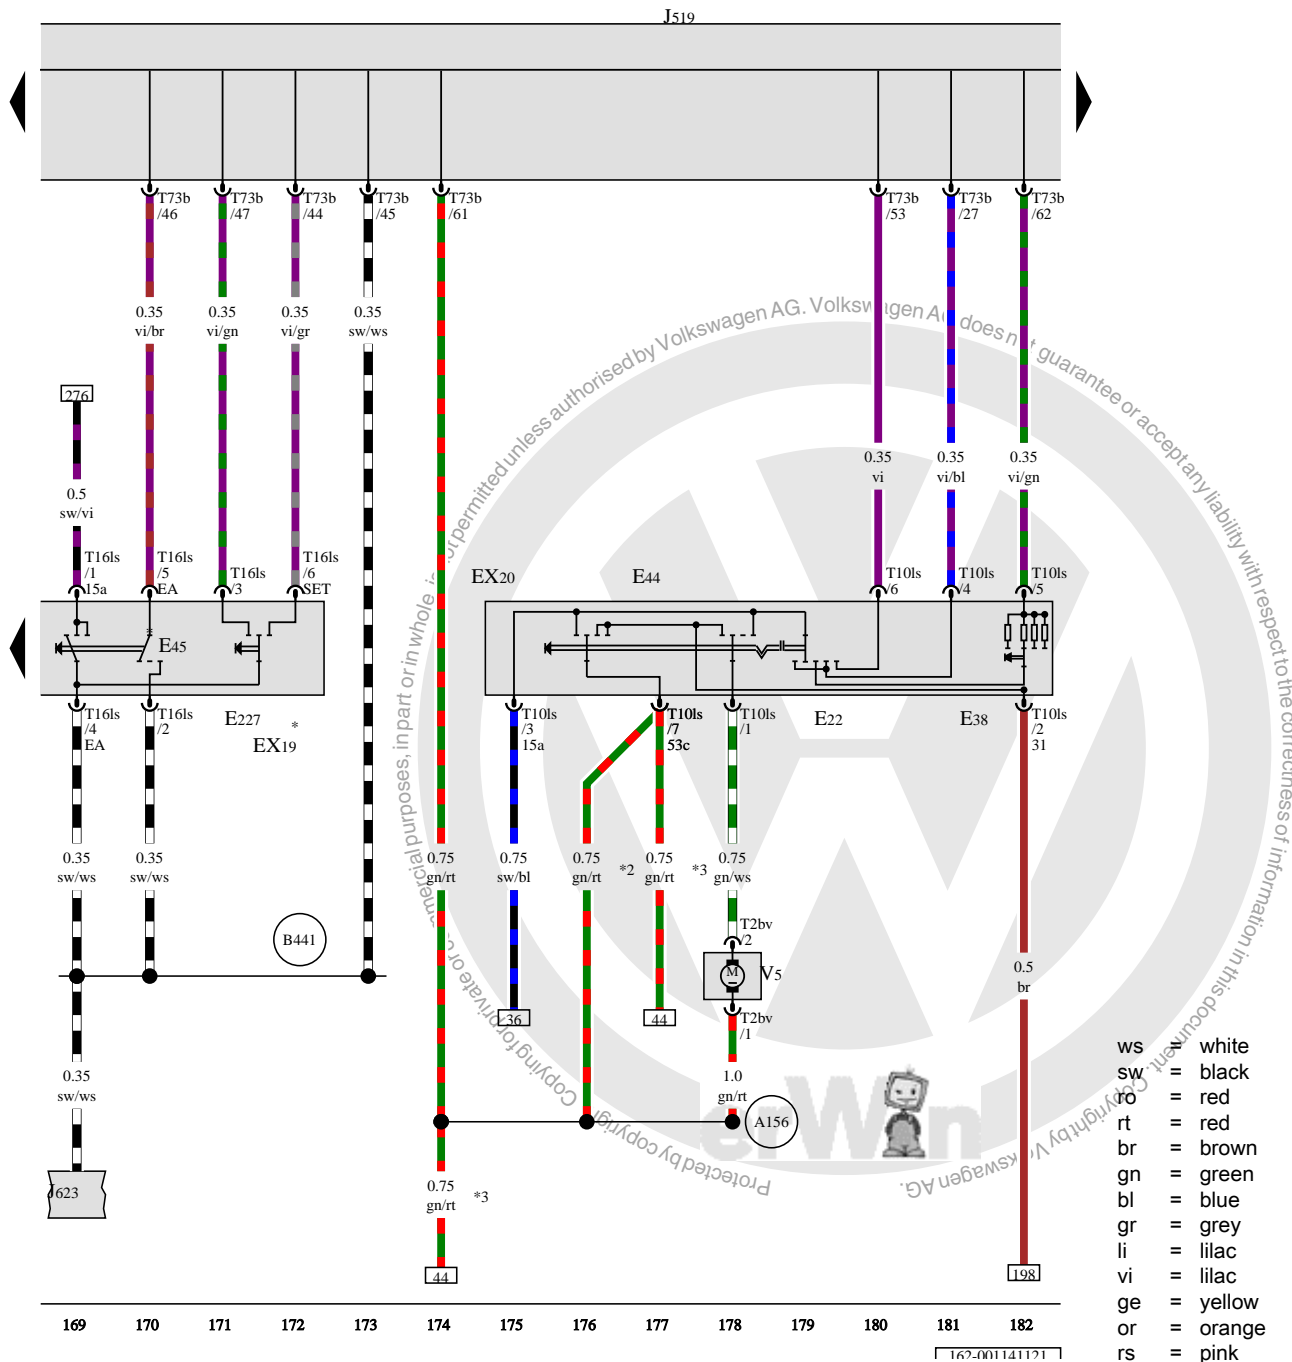 J519
T73b
/46
T73b
/47
T73b
/44
T73b
/45
T73b
/61
T73b
/53
T73b
/27
T73b
/62
0.35
vi/br
0.35
vi/gn
0.35
vi/gr
0.35
sw/ws
276
0.5
sw/vi
0.35
vi
0.35
vi/bl
0.35
vi/gn
T16ls
/1
15a
T16ls
/5
EA
T16ls
/3
T16ls
/6
SET
EX20
E44
T10ls
/6
T10ls
/4
T10ls
/5
*
E45
T16ls
/4
EA
T16ls
/2
E227
*
EX19
T10ls
/3
15a
T10ls
/7
53c
T10ls
/1
E22
E38
T10ls
/2
31
0.35
sw/ws
0.35
sw/ws
0.75
gn/rt
0.75
sw/bl
0.75
gn/rt
*2
0.75
gn/rt
*3
0.75
gn/ws
B441
T2bv
/2
M
V5
T2bv
/1
0.5
br
36
44
0.35
sw/ws
1.0
gn/rt
A156
J623
0.75
gn/rt
*3
44
198
169 170 171 172 173 174 175 176 177 178 179 180 181 182
162-001141121
ws = white
sw = black
ro = red
rt = red
br = brown
gn = green
bl = blue
gr = grey
li = lilac
vi = lilac
ge = yellow
or = orange
rs = pink
erWin
Protected by copyright. Copying for private or commercial purposes, in part or in whole, is not permitted unless authorised by Volkswagen AG. Volkswagen AG does not guarantee or accept any liability with respect to the correctness of information in this document. Copyright by Volkswagen AG.